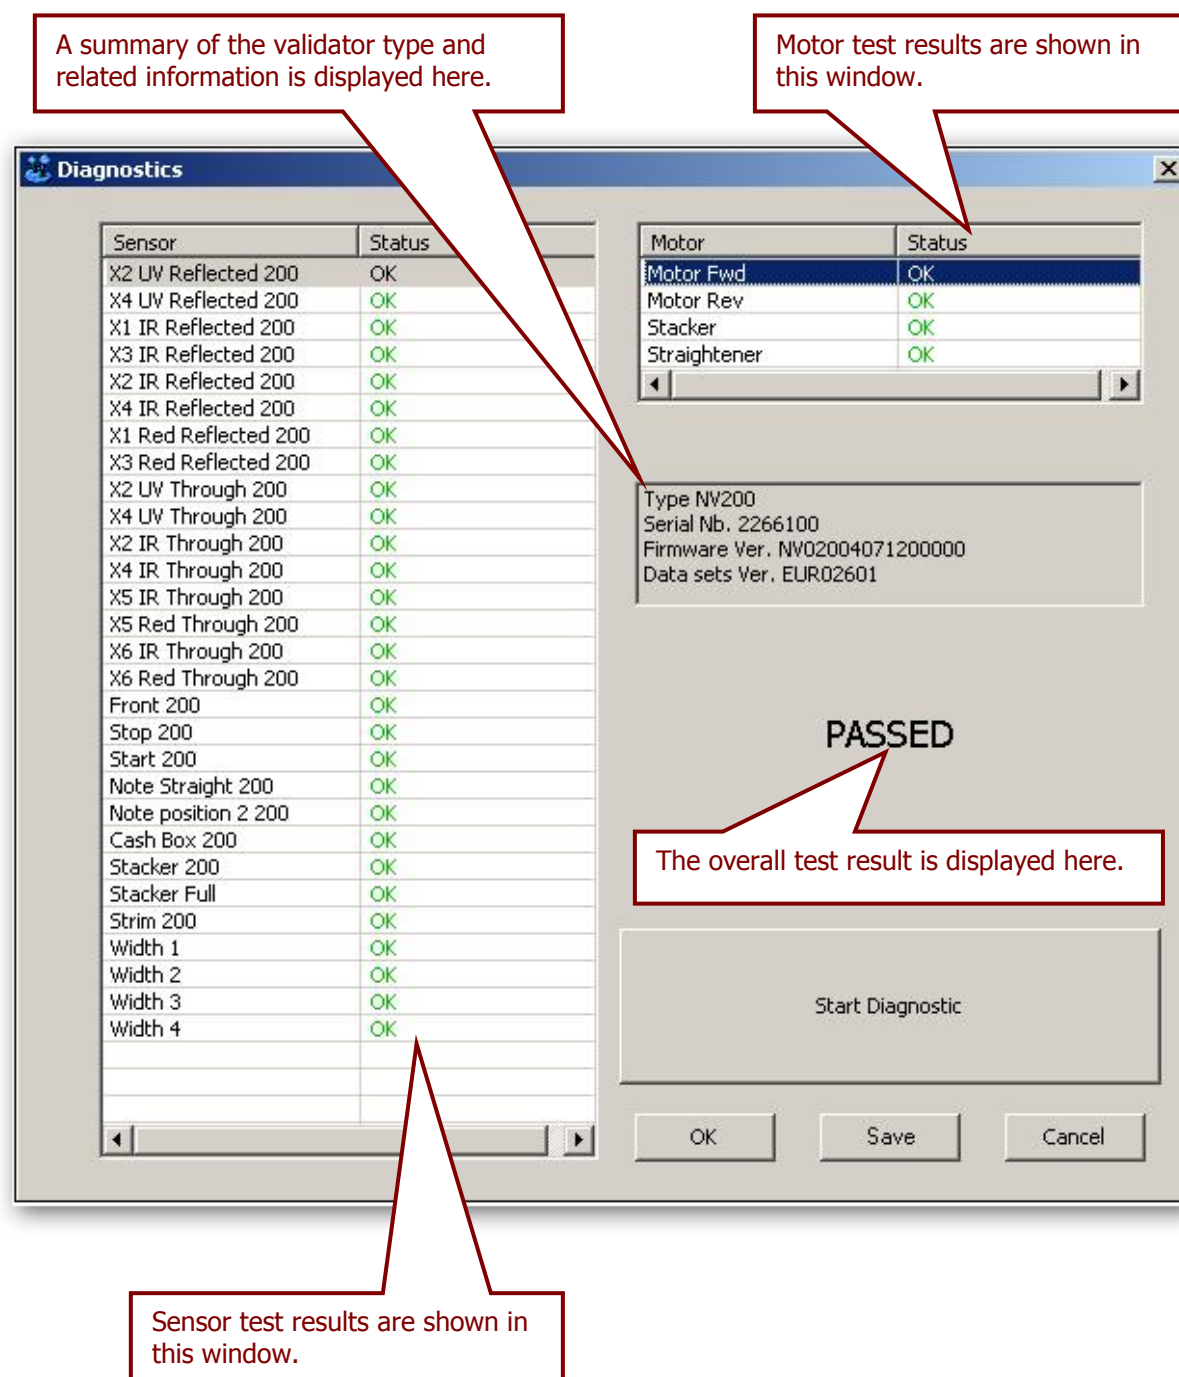 A summary of the validator type and
related information is displayed here.
Motor test results are shown in
this window.
Diagnostics
Sensor Status
X2 UV Reflected 200 OK
X4 UV Reflected 200 OK
X1 IR Reflected 200 OK
X3 IR Reflected 200 OK
X2 IR Reflected 200 OK
X4 IR Reflected 200 OK
X1 Red Reflected 200 OK
X3 Red Reflected 200 OK
X2 UV Through 200 OK
X4 UV Through 200 OK
X2 IR Through 200 OK
X4 IR Through 200 OK
X5 IR Through 200 OK
X5 Red Through 200 OK
X6 IR Through 200 OK
X6 Red Through 200 OK
Front 200 OK
Stop 200 OK
Start 200 OK
Note Straight 200 OK
Note position 2 200 OK
Cash Box 200 OK
Stacker 200 OK
Stacker Full OK
Strim 200 OK
Width 1 OK
Width 2 OK
Width 3 OK
Width 4 OK
Motor Status
Motor Fwd OK
Motor Rev OK
Stacker OK
Straightener OK
Type NV200
Serial Nb. 2266100
Firmware Ver. NV02004071200000
Data sets Ver. EUR02601
PASSED
The overall test result is displayed here.
Start Diagnostic
OK Save Cancel
Sensor test results are shown in
this window.